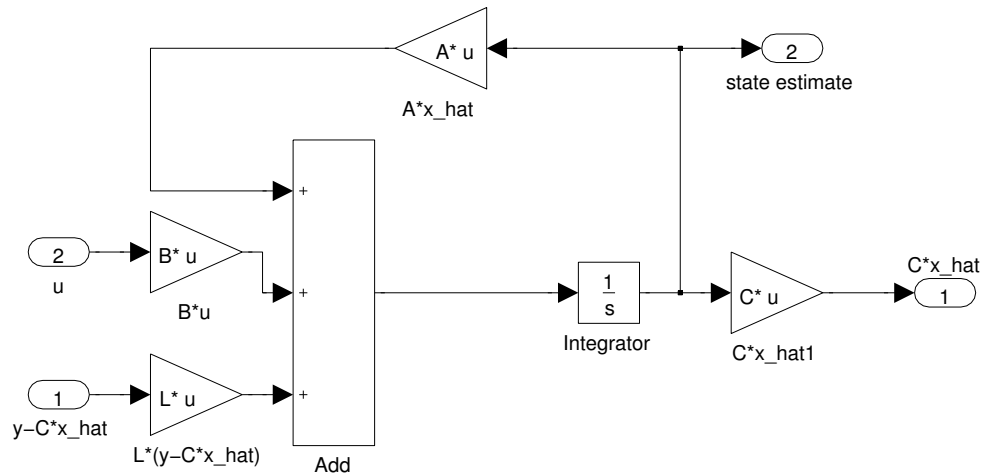 A* u
A*x_hat
2
state estimate
+
2
u
B* u
B*u
+
1
s
Integrator
C* u
C*x_hat1
C*x_hat
1
1
y−C*x_hat
L* u
L*(y−C*x_hat)
+
Add